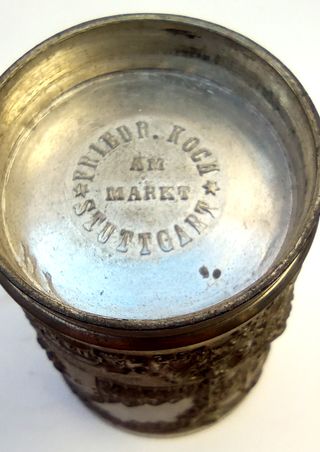 FRIEDR. KOCH
AM
MARKT
★ STUTTGART ★